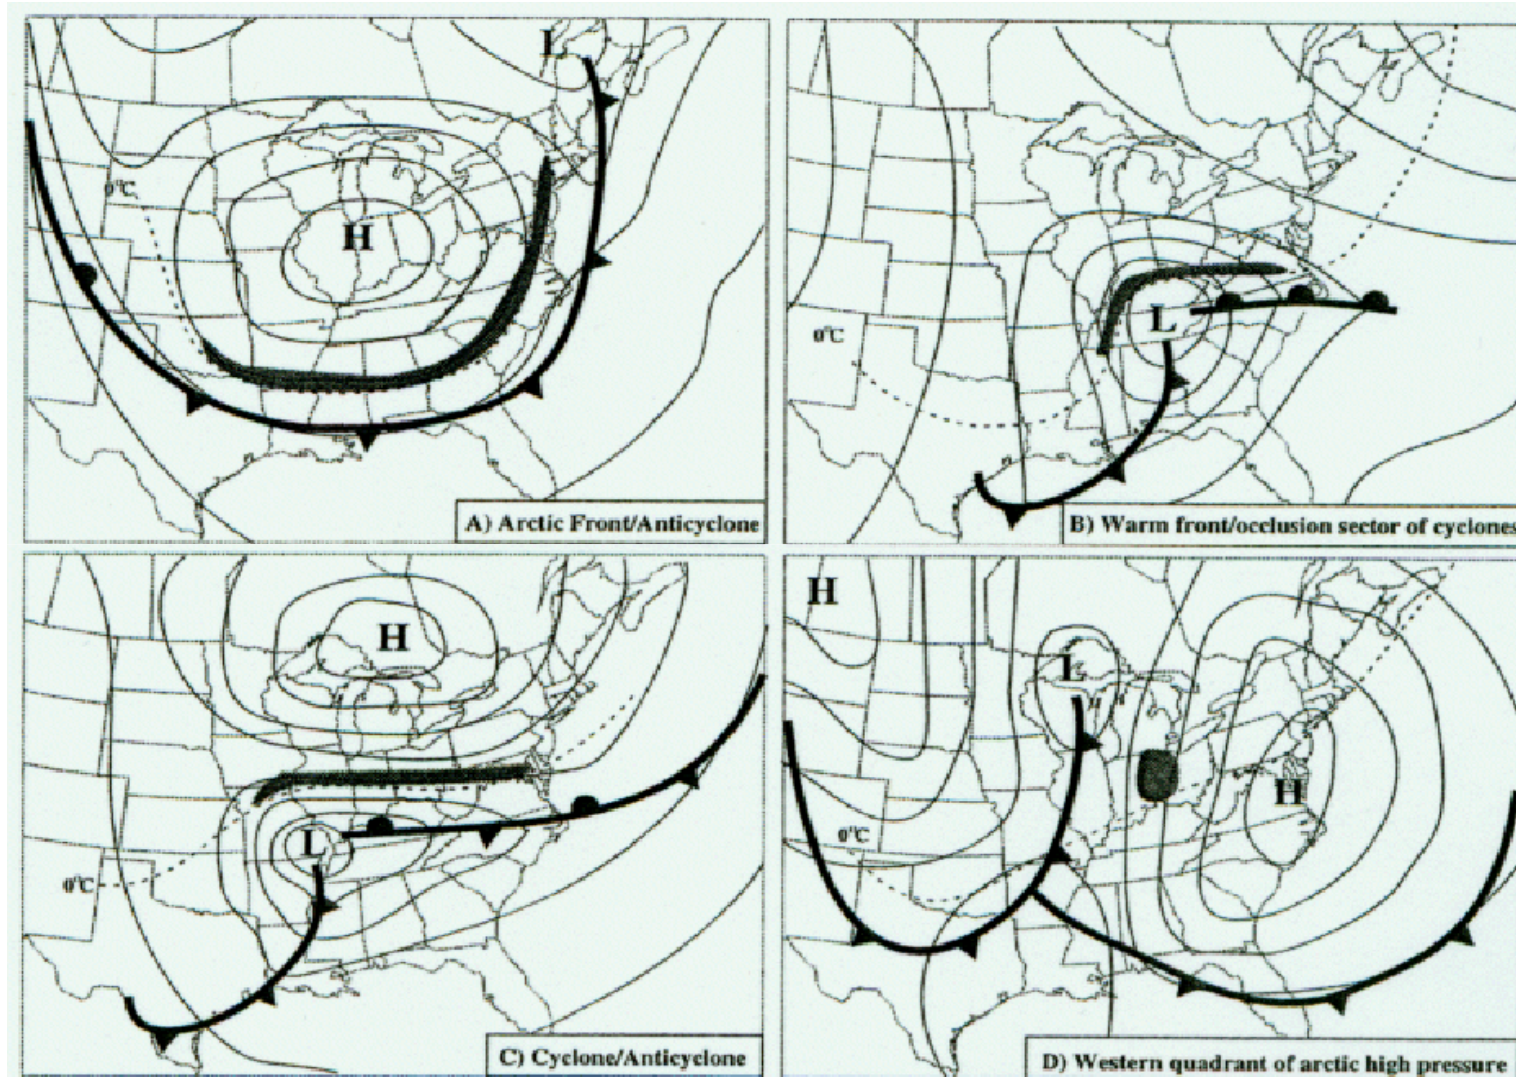 L
0°C
H
A) Arctic Front/Anticyclone
0°C
L
B) Warm front/occlusion sector of cyclones
H
L
0°C
C) Cyclone/Anticyclone
H
L
H
0°C
D) Western quadrant of arctic high pressure